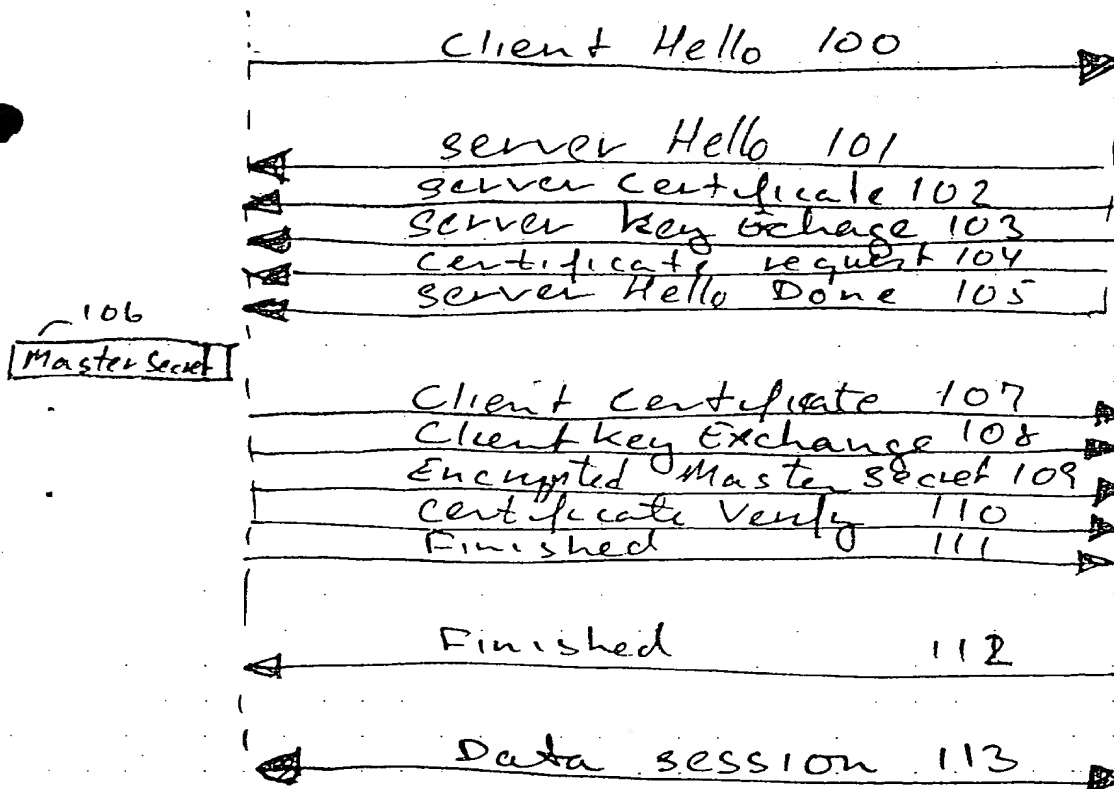 Client Hello 100
server Hello 101
server Certificate 102
server key Echage 103
Certificate request 104
server Hello Done 105
106
Master Secret
Client Certificate 107
Client key Exchange 108
Encrypted Master Secret 109
Certificate Verify 110
Finished 111
Finished 112
Data session 113